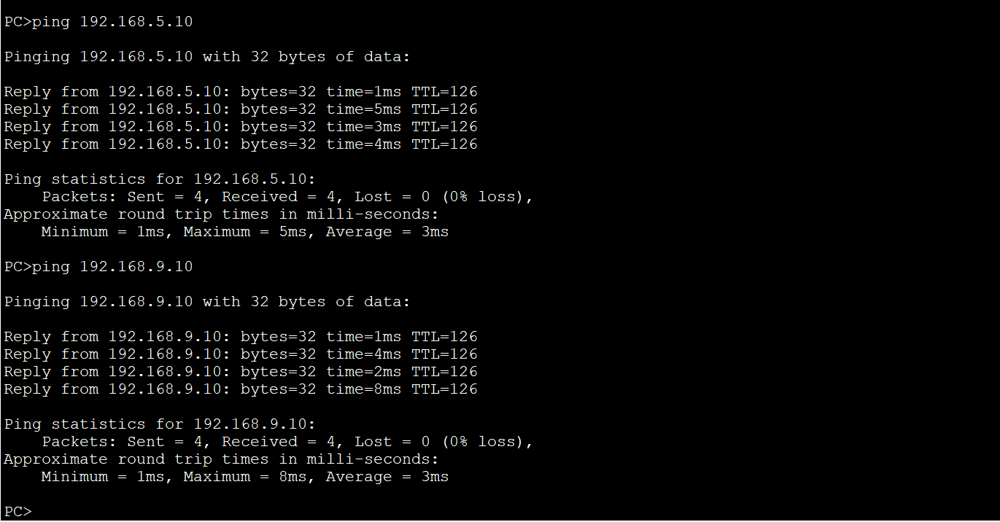 PC>ping 192.168.5.10
Pinging 192.168.5.10 with 32 bytes of data:
Reply from 192.168.5.10: bytes=32 time=1ms TTL=126
Reply from 192.168.5.10: bytes=32 time=5ms TTL=126
Reply from 192.168.5.10: bytes=32 time=3ms TTL=126
Reply from 192.168.5.10: bytes=32 time=4ms TTL=126
Ping statistics for 192.168.5.10:
    Packets: Sent = 4, Received = 4, Lost = 0 (0% loss),
Approximate round trip times in milli-seconds:
    Minimum = 1ms, Maximum = 5ms, Average = 3ms
PC>ping 192.168.9.10
Pinging 192.168.9.10 with 32 bytes of data:
Reply from 192.168.9.10: bytes=32 time=1ms TTL=126
Reply from 192.168.9.10: bytes=32 time=4ms TTL=126
Reply from 192.168.9.10: bytes=32 time=2ms TTL=126
Reply from 192.168.9.10: bytes=32 time=8ms TTL=126
Ping statistics for 192.168.9.10:
    Packets: Sent = 4, Received = 4, Lost = 0 (0% loss),
Approximate round trip times in milli-seconds:
    Minimum = 1ms, Maximum = 8ms, Average = 3ms
PC>